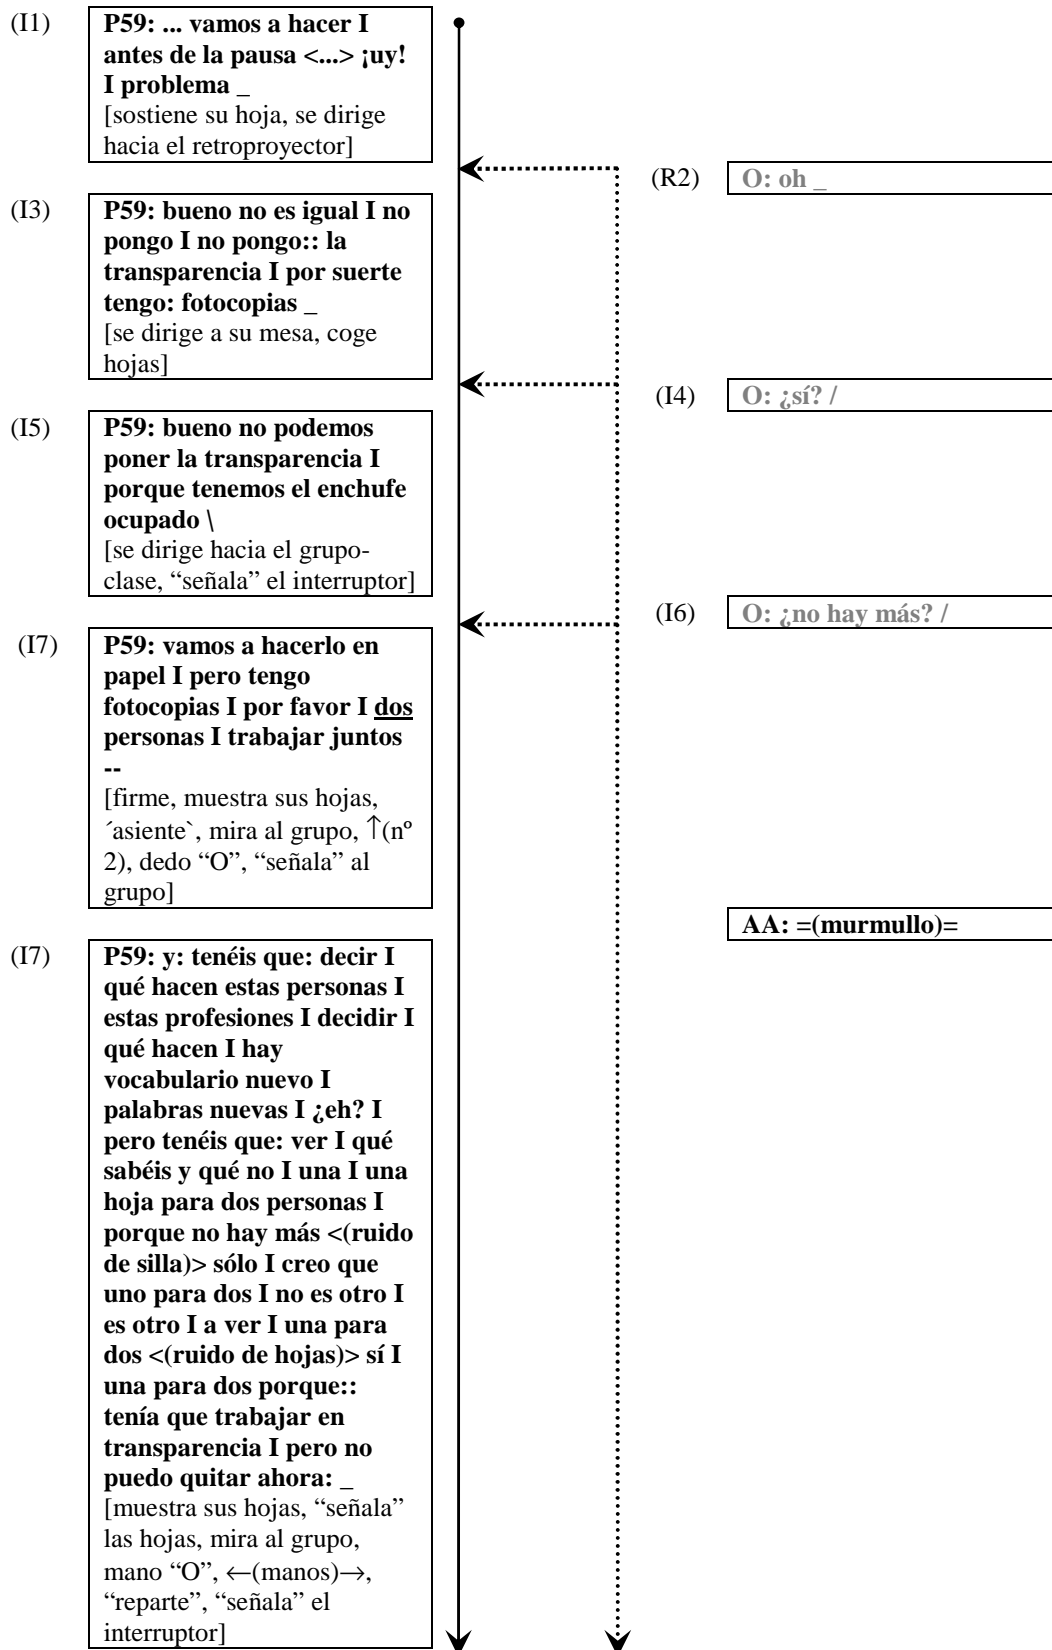 (I1)
P59: ... vamos a hacer I
antes de la pausa <...> ¡uy!
I problema _
[sostiene su hoja, se dirige
hacia el retroproyector]
(R2)
O: oh _
(I3)
P59: bueno no es igual I no
pongo I no pongo:: la
transparencia I por suerte
tengo: fotocopias _
[se dirige a su mesa, coge
hojas]
(I4)
O: ¿sí? /
(I5)
P59: bueno no podemos
poner la transparencia I
porque tenemos el enchufe
ocupado \
[se dirige hacia el grupo-
clase, “señala” el interruptor]
(I6)
O: ¿no hay más? /
(I7)
P59: vamos a hacerlo en
papel I pero tengo
fotocopias I por favor I dos
personas I trabajar juntos
--
[firme, muestra sus hojas,
´asiente`, mira al grupo, ↑(nº
2), dedo “O”, “señala” al
grupo]
AA: =(murmullo)=
(I7)
P59: y: tenéis que: decir I
qué hacen estas personas I
estas profesiones I decidir I
qué hacen I hay
vocabulario nuevo I
palabras nuevas I ¿eh? I
pero tenéis que: ver I qué
sabéis y qué no I una I una
hoja para dos personas I
porque no hay más <(ruido
de silla)> sólo I creo que
uno para dos I no es otro I
es otro I a ver I una para
dos <(ruido de hojas)> sí I
una para dos porque::
tenía que trabajar en
transparencia I pero no
puedo quitar ahora: _
[muestra sus hojas, “señala”
las hojas, mira al grupo,
mano “O”, ←(manos)→,
“reparte”, “señala” el
interruptor]